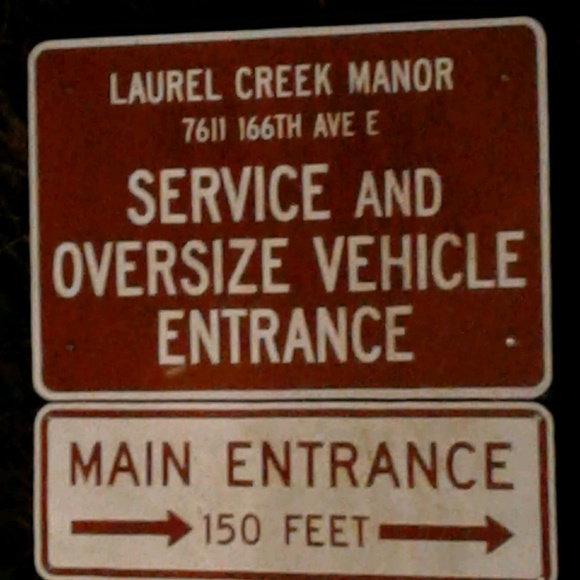 LAUREL CREEK MANOR
7611 166TH AVE E
SERVICE AND
OVERSIZE VEHICLE
ENTRANCE
MAIN ENTRANCE
150 FEET